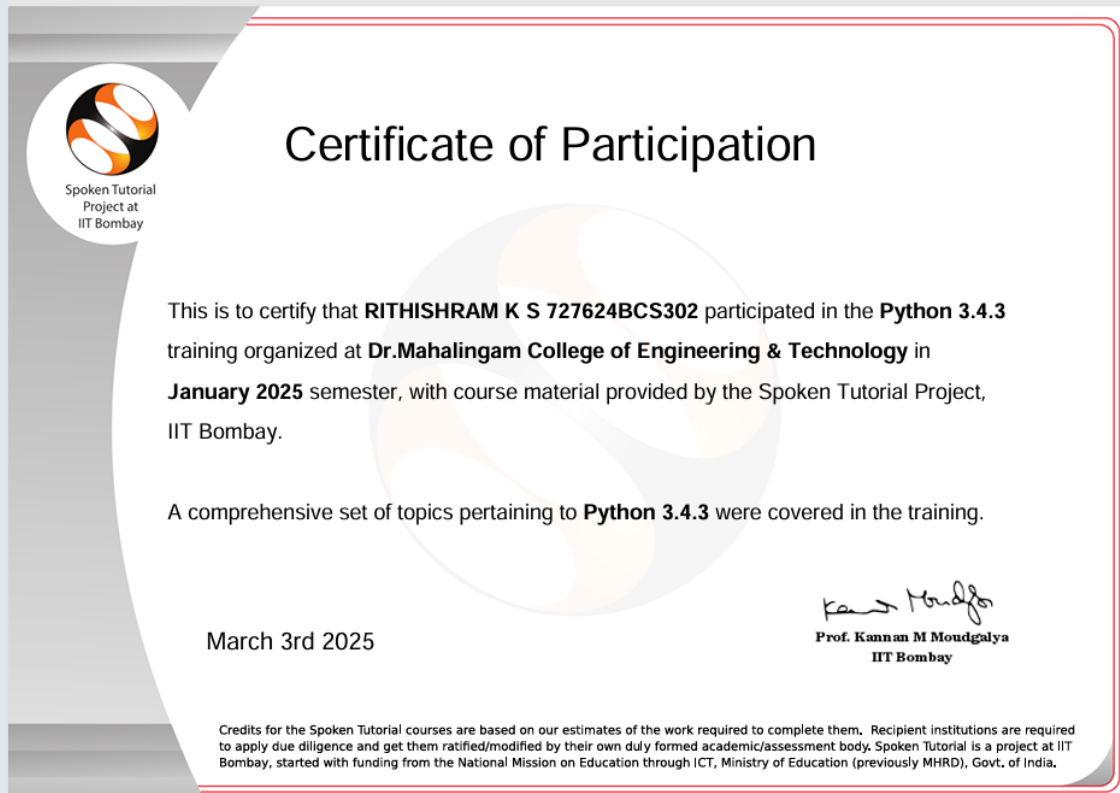 Spoken Tutorial
Project at
IIT Bombay
Certificate of Participation
This is to certify that RITHISHRAM K S 727624BCS302 participated in the Python 3.4.3
training organized at Dr.Mahalingam College of Engineering & Technology in
January 2025 semester, with course material provided by the Spoken Tutorial Project,
IIT Bombay.
A comprehensive set of topics pertaining to Python 3.4.3 were covered in the training.
March 3rd 2025
Prof. Kannan M Moudgalya
IIT Bombay
Credits for the Spoken Tutorial courses are based on our estimates of the work required to complete them. Recipient institutions are required
to apply due diligence and get them ratified/modified by their own duly formed academic/assessment body. Spoken Tutorial is a project at IIT
Bombay, started with funding from the National Mission on Education through ICT, Ministry of Education (previously MHRD), Govt. of India.